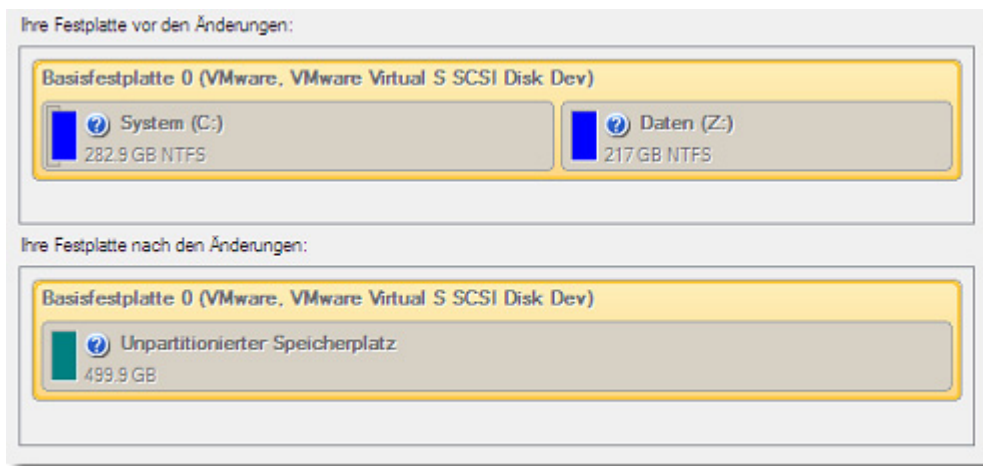 Ihre Festplatte vor den Änderungen:
Basisfestplatte 0 (VMware, VMware Virtual S SCSI Disk Dev)
System (C:)
282.9 GB NTFS
Daten (Z:)
217 GB NTFS
Ihre Festplatte nach den Änderungen:
Basisfestplatte 0 (VMware, VMware Virtual S SCSI Disk Dev)
Unpartitionierter Speicherplatz
499.9 GB